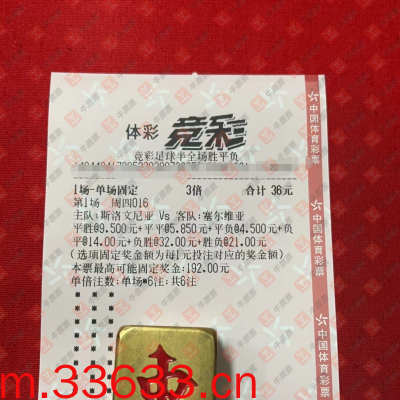 体彩 竞彩
竞彩足球半全场胜平负
1场-单场固定 3倍 合计 36元
第1场 周四016
主队:斯洛文尼亚 Vs 客队:塞尔维亚
平胜@9.500元+平平@5.850元+平负@4.500元+负
平@14.00元+负胜@32.00元+胜负@21.00元
(选项固定奖金额为每1元投注对应的奖金额)
本票最高可能固定奖金:192.00元
单倍注数:单场*6注;共6注
中国体育彩票
中国体育彩票
m.33633.cn